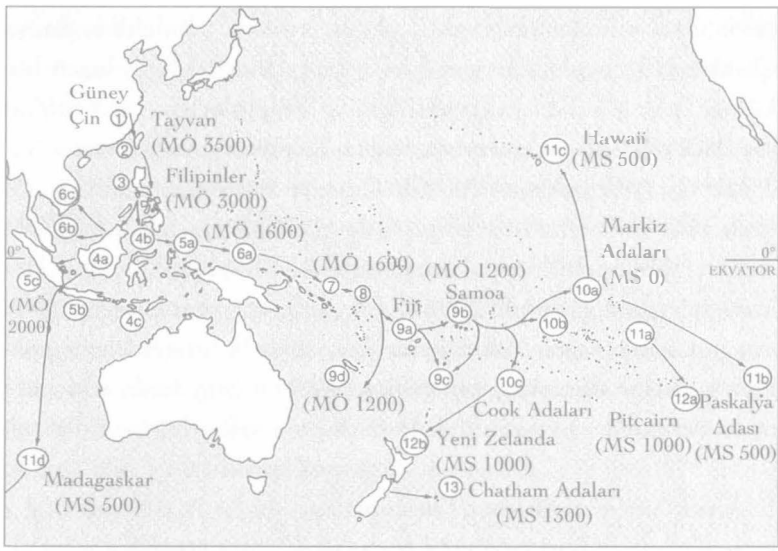 Güney
Çin
①
Tayvan
(MÖ 3500)
②
Filipinler
(MÖ 3000)
③
6c
6b
4a
4b
5a
(MÖ 1600)
6a
0°
5c
(MÖ
2000)
5b
4c
(MÖ 1600)
7
8
Fiji
9a
(MÖ 1200)
Samoa
9b
9c
9d
(MÖ 1200)
Hawaii
(MS 500)
11c
Markiz
Adaları
(MS 0)
10a
0°
EKVATOR
10b
10c
Cook Adaları
11a
11b
12a
Pitcairn
(MS 1000)
Paskalya
Adası
(MS 500)
12b
Yeni Zelanda
(MS 1000)
13
Chatham Adaları
(MS 1300)
11d
Madagaskar
(MS 500)